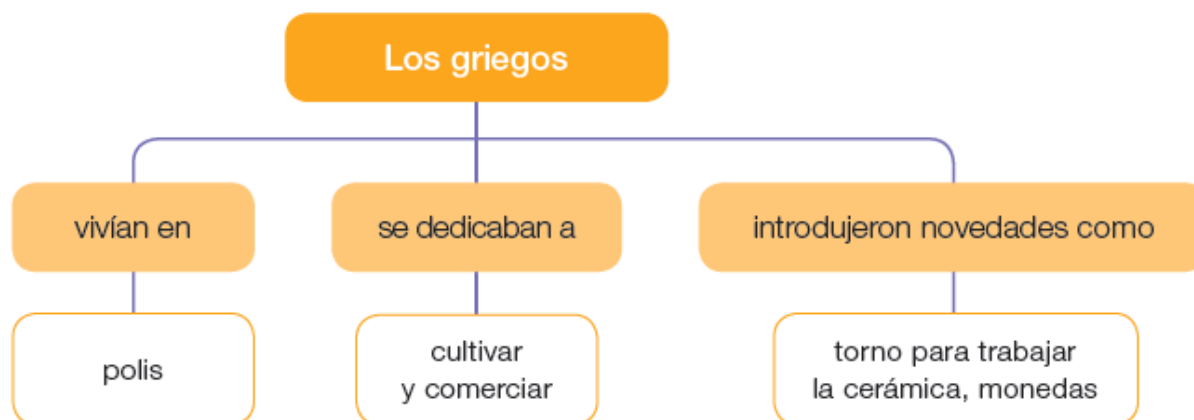 Los griegos
vivían en
se dedicaban a
introdujeron novedades como
polis
cultivar
y comerciar
torno para trabajar
la cerámica, monedas